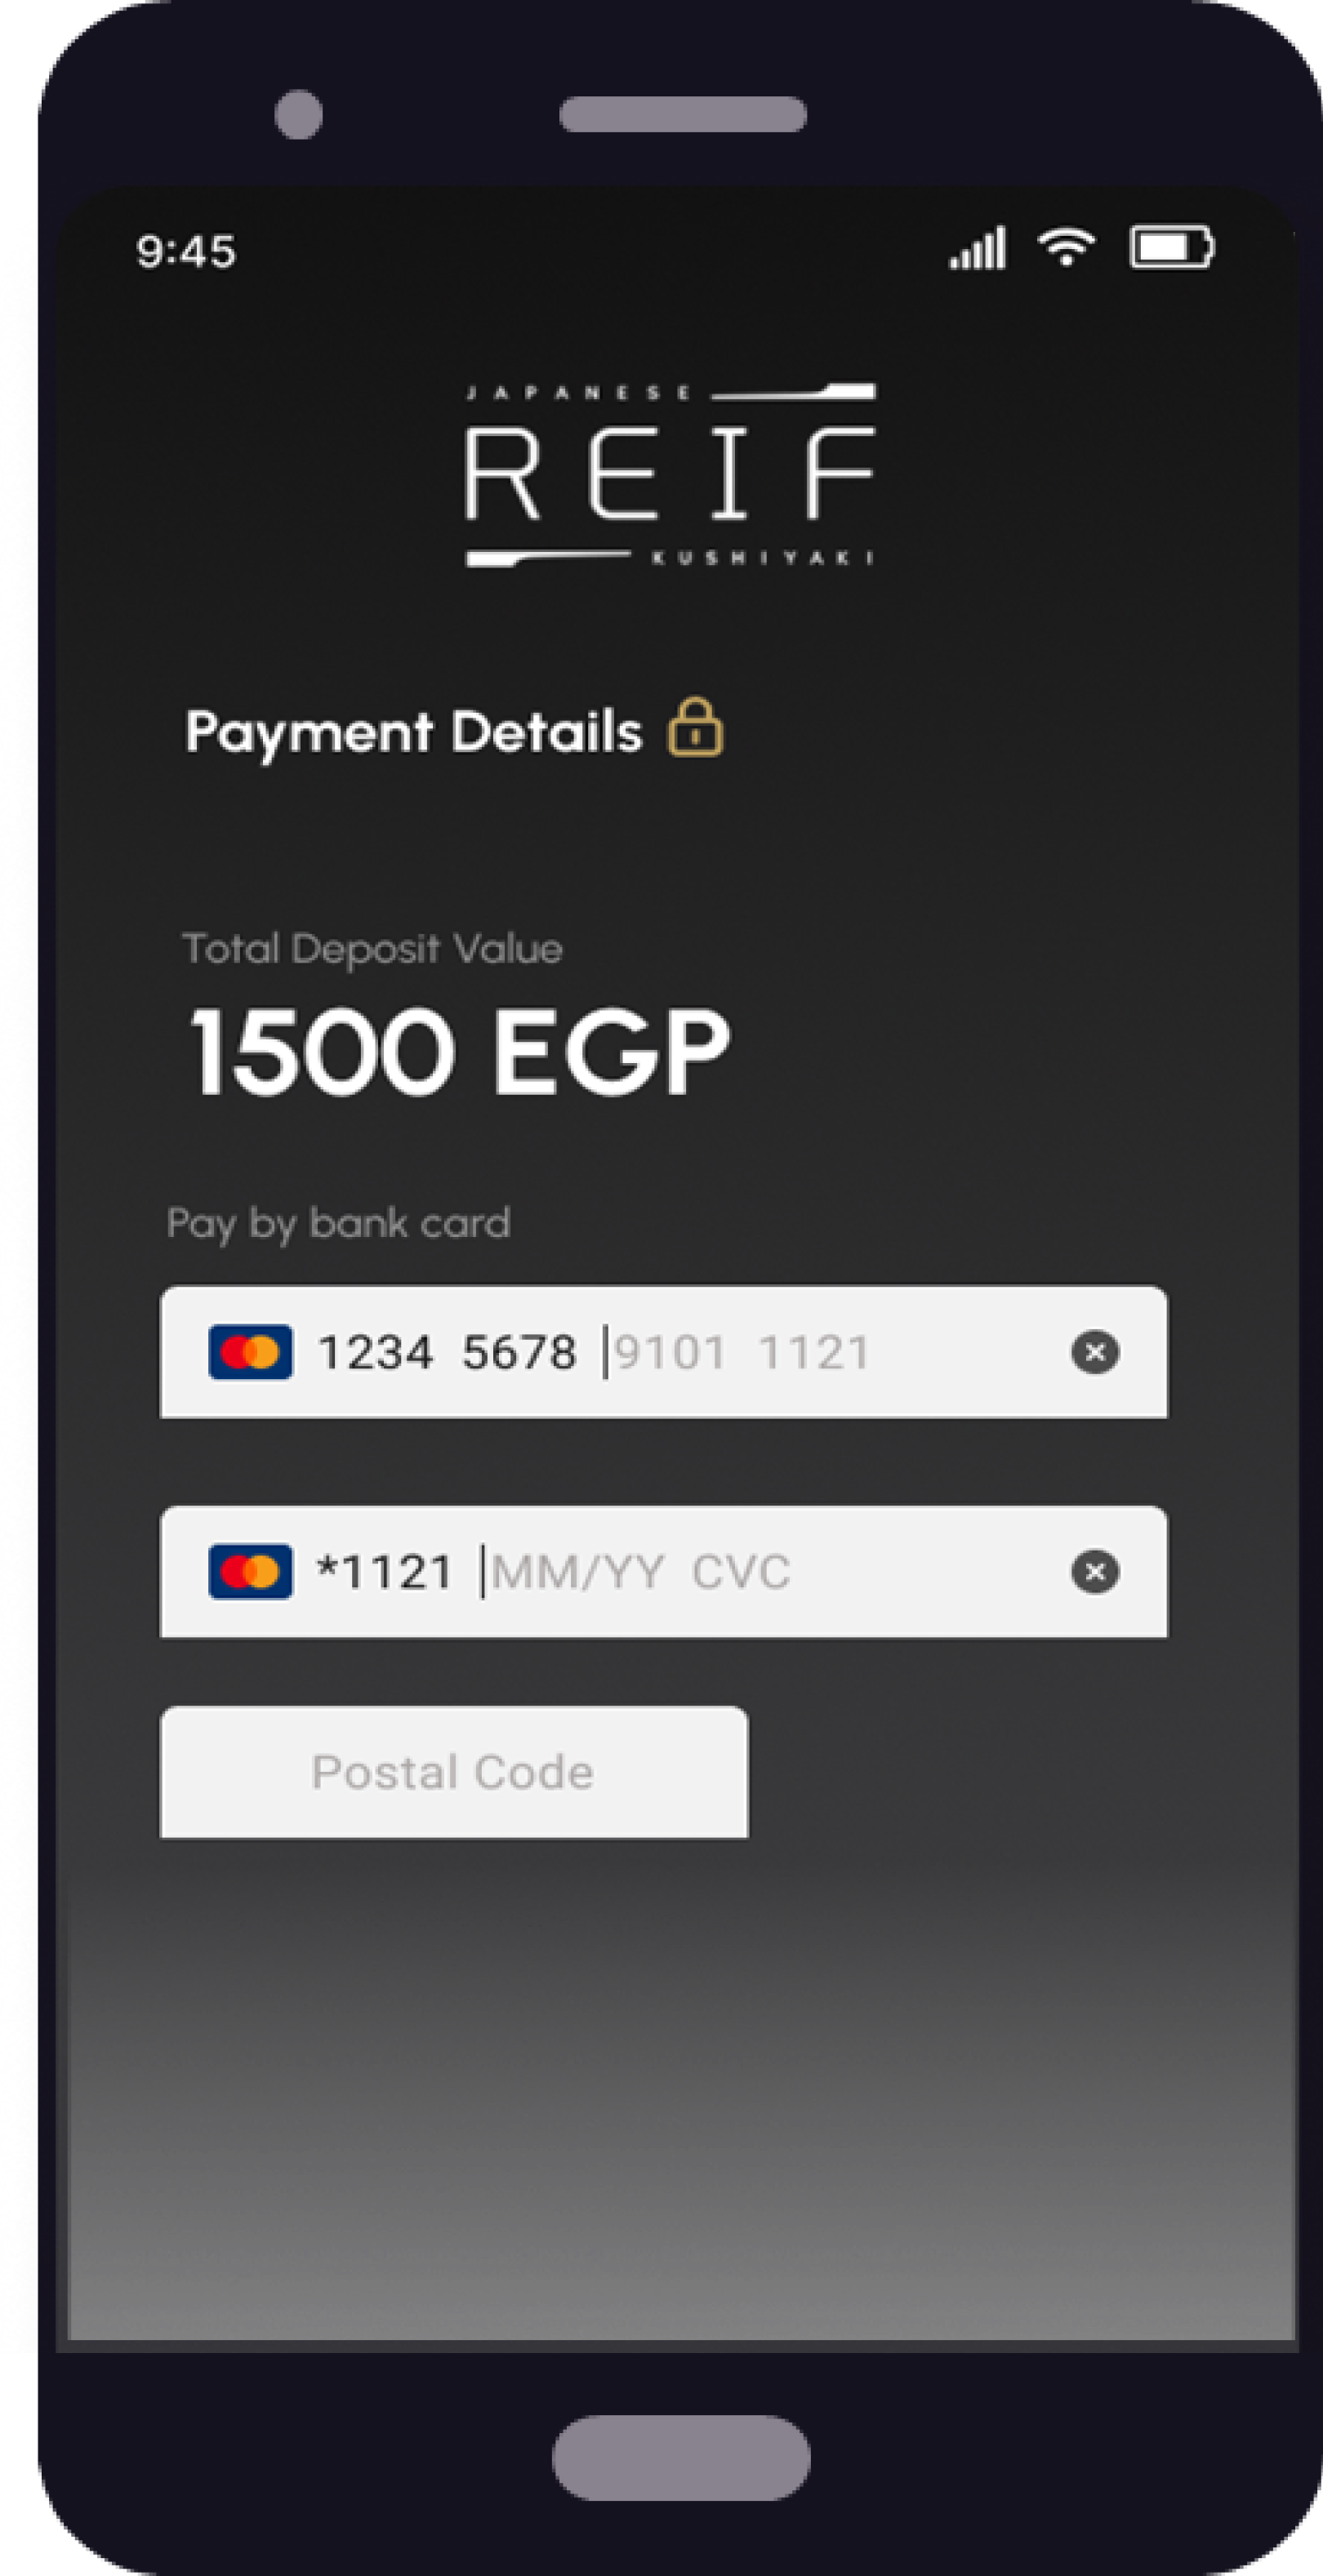 9:45
JAPANESE
REIF
KUSHIYAKI
Payment Details
Total Deposit Value
1500 EGP
Pay by bank card
1234 5678 9101 1121
*1121 MM/YY CVC
Postal Code